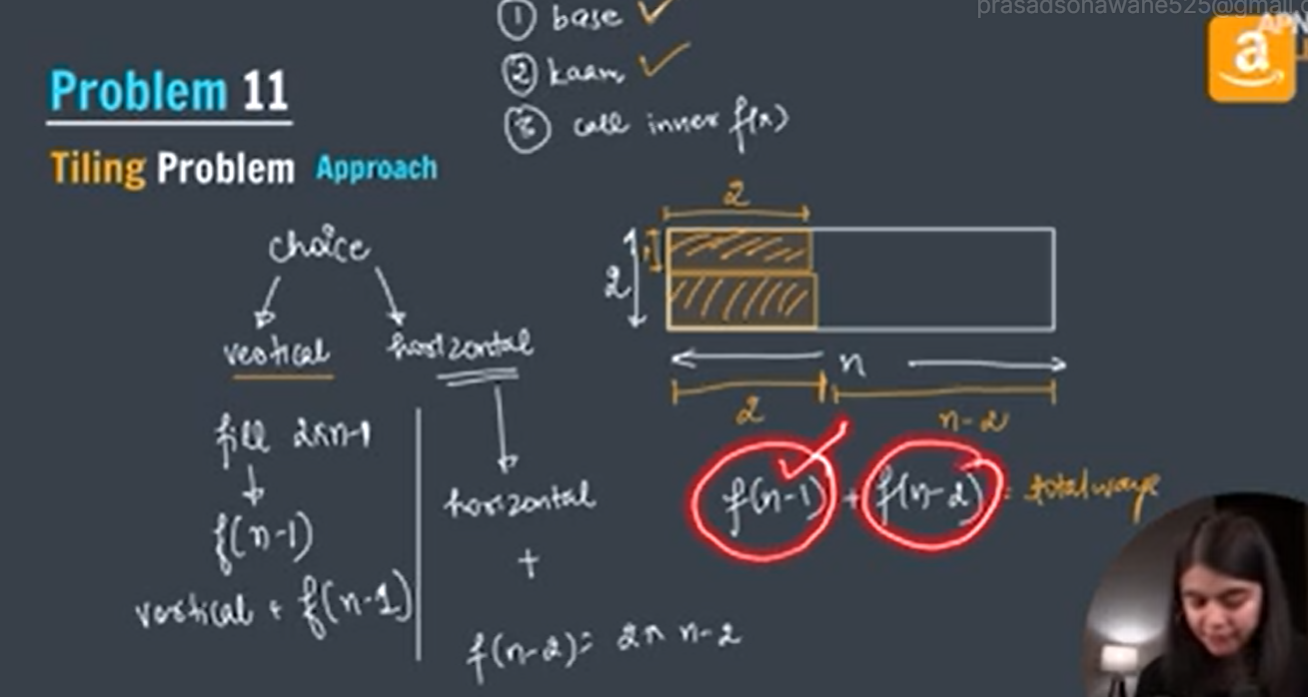 prasadsonawane525@gmail.c
APN
a
① base ✓
② kaam ✓
③ call inner f(x)
Problem 11
Tiling Problem Approach
choice
vertical
horizontal
fill 2xn-1
f(n-1)
vertical + f(n-1)
horizontal
+
f(n-2) = 2x n-2
2
1
2
n
2
n-2
f(n-1) + f(n-2) = total ways